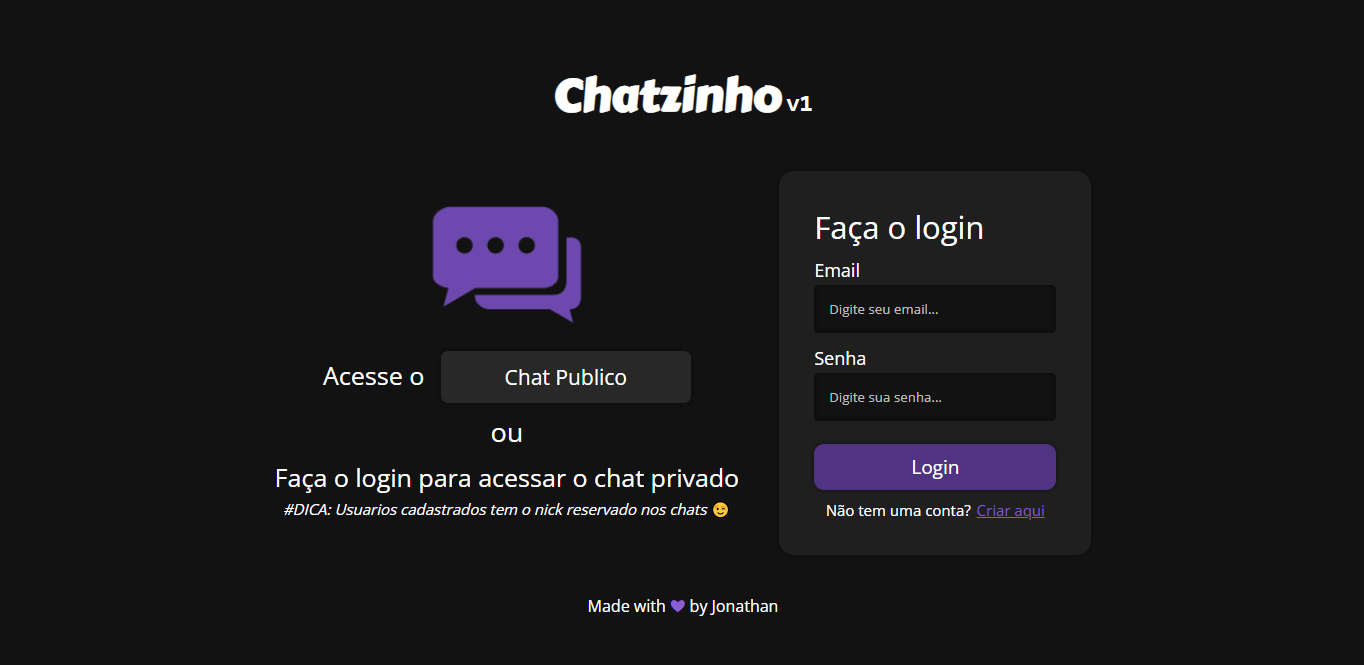 Chatzinho v1
Acesse o Chat Publico
ou
Faça o login para acessar o chat privado
#DICA: Usuarios cadastrados tem o nick reservado nos chats 😉
Faça o login
Email
Digite seu email...
Senha
Digite sua senha...
Login
Não tem uma conta? Criar aqui
Made with 💜 by Jonathan